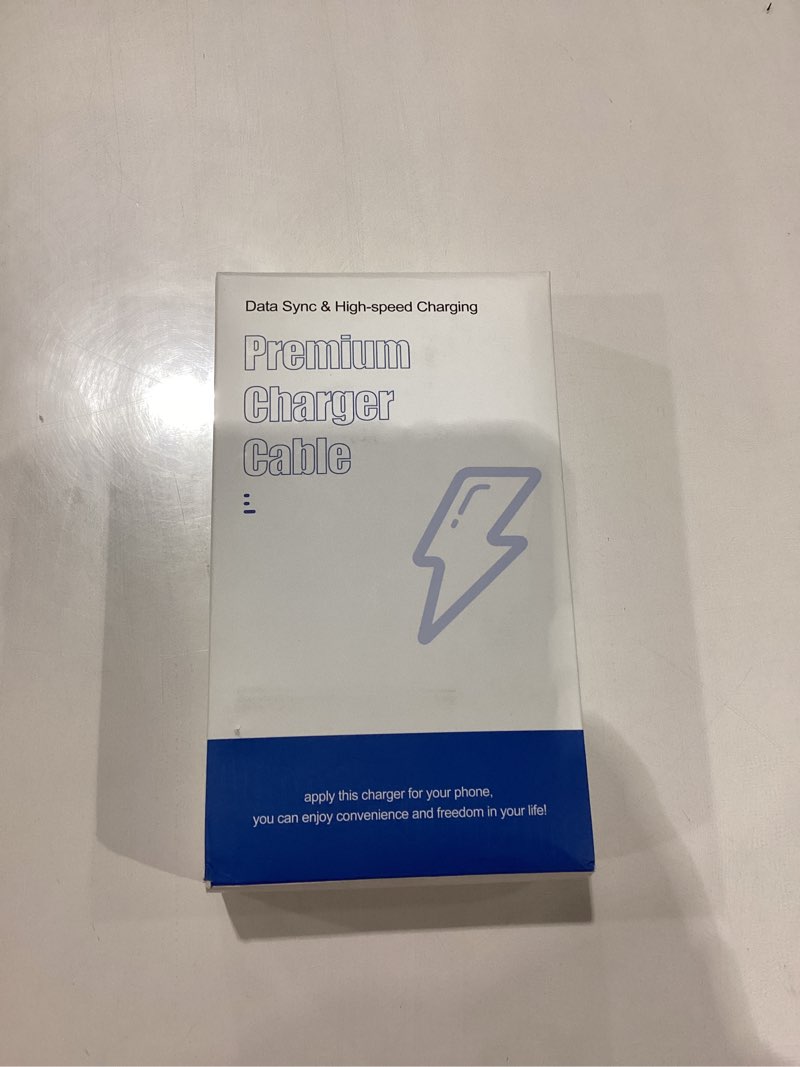 Data Sync & High-speed Charging
Premium
Charger
Cable
apply this charger for your phone,
you can enjoy convenience and freedom in your life!